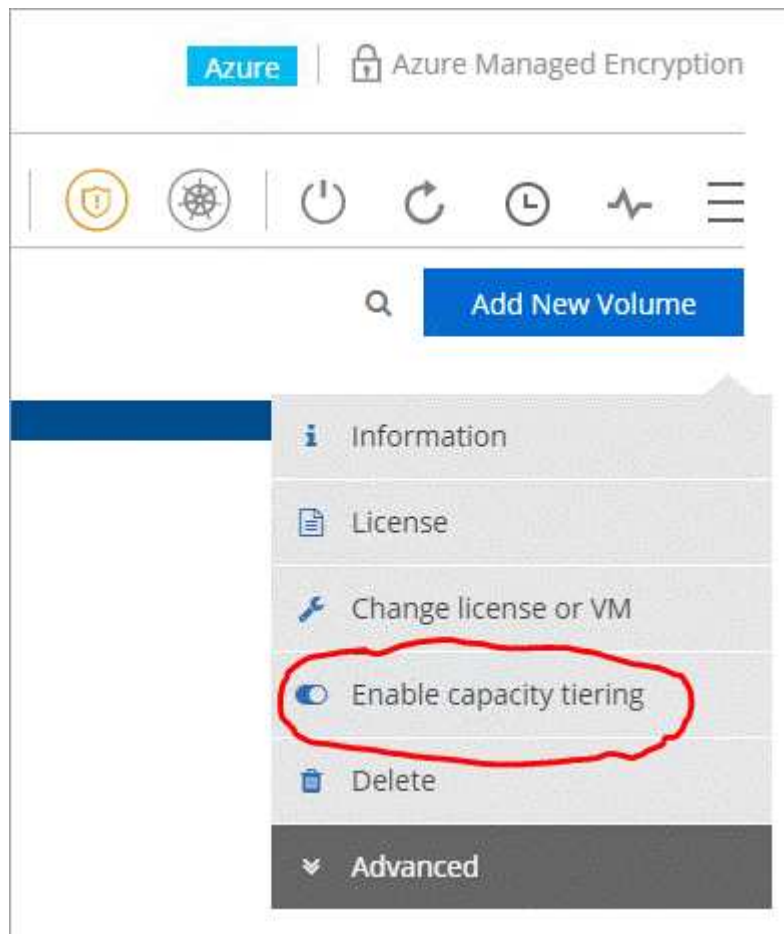 Azure Azure Managed Encryption
Add New Volume
Information
License
Change license or VM
Enable capacity tiering
Delete
Advanced